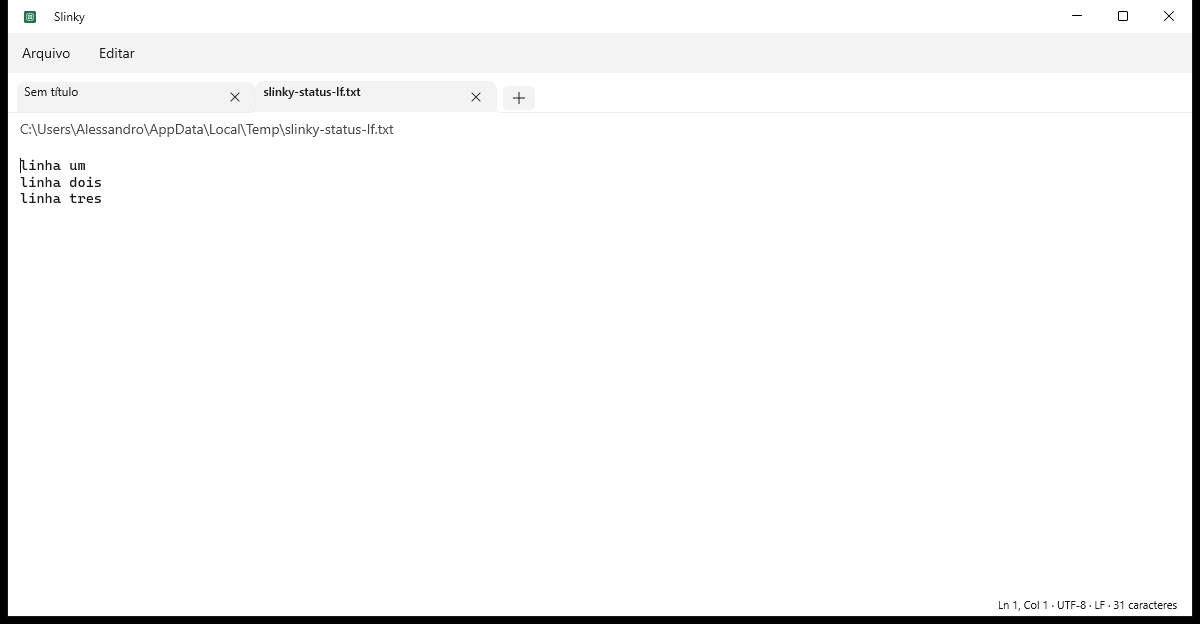 Slinky
Arquivo Editar
Sem título slinky-status-lf.txt
C:\Users\Alessandro\AppData\Local\Temp\slinky-status-lf.txt
linha um
linha dois
linha tres
Ln 1, Col 1 · UTF-8 · LF · 31 caracteres